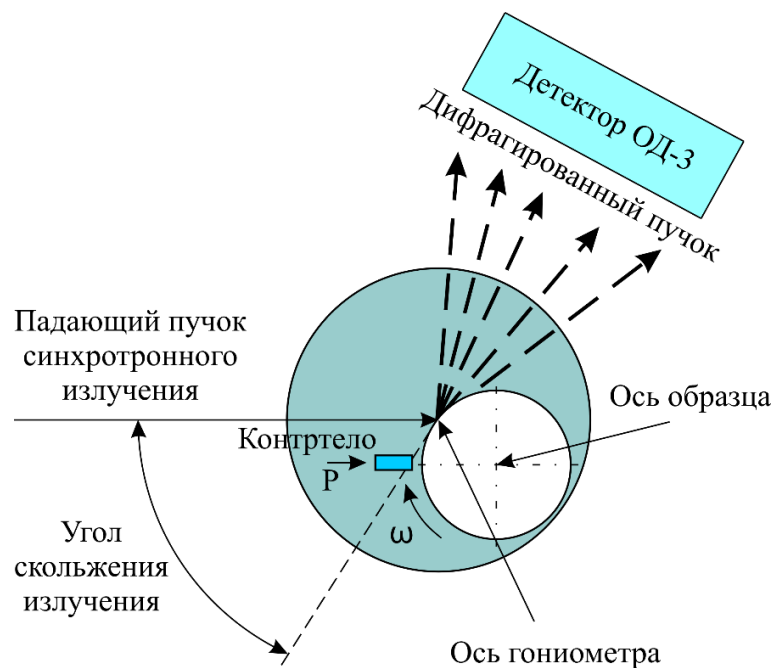 Детектор ОД-3
Дифрагированный пучок
Падающий пучок
синхротронного
излучения
Ось образца
Контртело
P
ω
Угол
скольжения
излучения
Ось гониометра